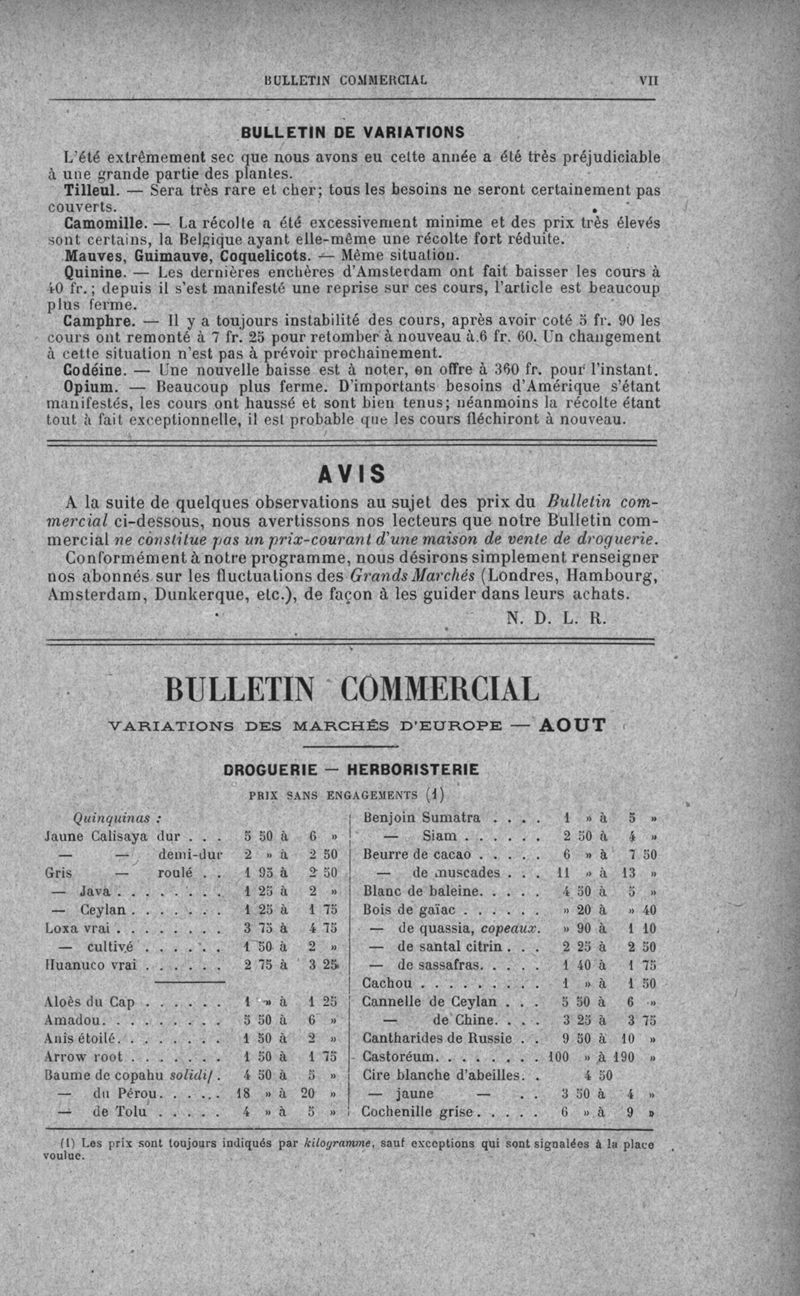 BULLETIN COMMERCIAL VII
BULLETIN DE VARIATIONS
L'été extrêmement sec que nous avons eu cette année a été très préjudiciable
à une grande partie des plantes.
Tilleul. — Sera très rare et cher; tous les besoins ne seront certainement pas
couverts.
Camomille. — La récolte a été excessivement minime et des prix très élevés
sont certains, la Belgique ayant elle-même une récolte fort réduite.
Mauves, Guimauve, Coquelicots. — Même situation.
Quinine. — Les dernières enchères d'Amsterdam ont fait baisser les cours à
40 fr.; depuis il s'est manifesté une reprise sur ces cours, l'article est beaucoup
plus ferme.
Camphre. — Il y a toujours instabilité des cours, après avoir coté 5 fr. 90 les
cours ont remonté à 7 fr. 25 pour retomber à nouveau à 6 fr. 60. Un changement
à cette situation n'est pas à prévoir prochainement.
Codéine. — Une nouvelle baisse est à noter, on offre à 360 fr. pour l'instant.
Opium. — Beaucoup plus ferme. D'importants besoins d'Amérique s'étant
manifestés, les cours ont haussé et sont bien tenus; néanmoins la récolte étant
tout à fait exceptionnelle, il est probable que les cours fléchiront à nouveau.
AVIS
A la suite de quelques observations au sujet des prix du Bulletin com-
mercial ci-dessous, nous avertissons nos lecteurs que notre Bulletin com-
mercial ne constitue pas un prix-courant d'une maison de vente de droguerie.
Conformément à notre programme, nous désirons simplement renseigner
nos abonnés sur les fluctuations des Grands Marchés (Londres, Hambourg,
Amsterdam, Dunkerque, etc.), de façon à les guider dans leurs achats.
N. D. L. R.
BULLETIN COMMERCIAL
VARIATIONS DES MARCHÉS D'EUROPE — AOUT
DROGUERIE — HERBORISTERIE
PRIX SANS ENGAGEMENTS (1)
Quinquinas :
Jaune Calisaya dur . . . 5 50 à 6 »
— — demi-dur 2 » à 2 50
Gris — roulé . . 1 95 à 2 50
— Java . . . . . . . . 1 25 à 2 »
— Ceylan . . . . . . . 1 25 à 1 75
Loxa vrai . . . . . . . . 3 75 à 4 75
— cultivé . . . . . . 1 50 à 2 »
Huanuco vrai . . . . . . 2 75 à 3 25
Aloès du Cap . . . . . . 1 » à 1 25
Amadou. . . . . . . . . 5 50 à 6 »
Anis étoilé. . . . . . . . 1 50 à 2 »
Arrow root . . . . . . . 1 50 à 1 75
Baume de copahu solidif. 4 50 à 5 »
— du Pérou. . . . . . 18 » à 20 »
— de Tolu . . . . . 4 » à 5 »
Benjoin Sumatra . . . . 1 » à 5 »
— Siam . . . . . . 2 50 à 4 »
Beurre de cacao . . . . . 6 » à 7 50
— de muscades . . . 11 » à 13 »
Blanc de baleine. . . . . 4 50 à 5 »
Bois de gaïac . . . . . . » 20 à » 40
— de quassia, copeaux. » 90 à 1 10
— de santal citrin . . . 2 25 à 2 50
— de sassafras. . . . . 1 40 à 1 75
Cachou . . . . . . . . . 1 » à 1 50
Cannelle de Ceylan . . . 5 50 à 6 »
— de Chine. . . . 3 25 à 3 75
Cantharides de Russie . . 9 50 à 10 »
Castoréum. . . . . . . . 100 » à 190 »
Cire blanche d'abeilles. . 4 50
— jaune — . . 3 50 à 4 »
Cochenille grise. . . . . 6 » à 9 »
(1) Les prix sont toujours indiqués par kilogramme, sauf exceptions qui sont signalées à la place
voulue.